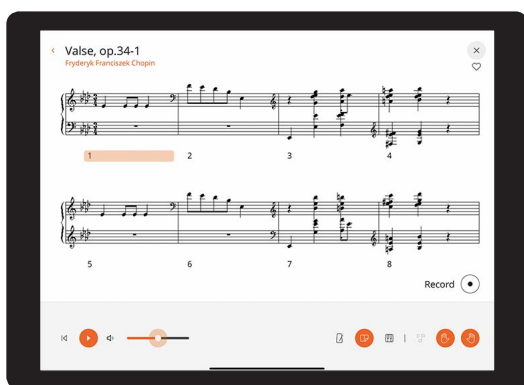 Valse, op.34-1
Fryderyk Franciszek Chopin
1 2 3 4
5 6 7 8
Record